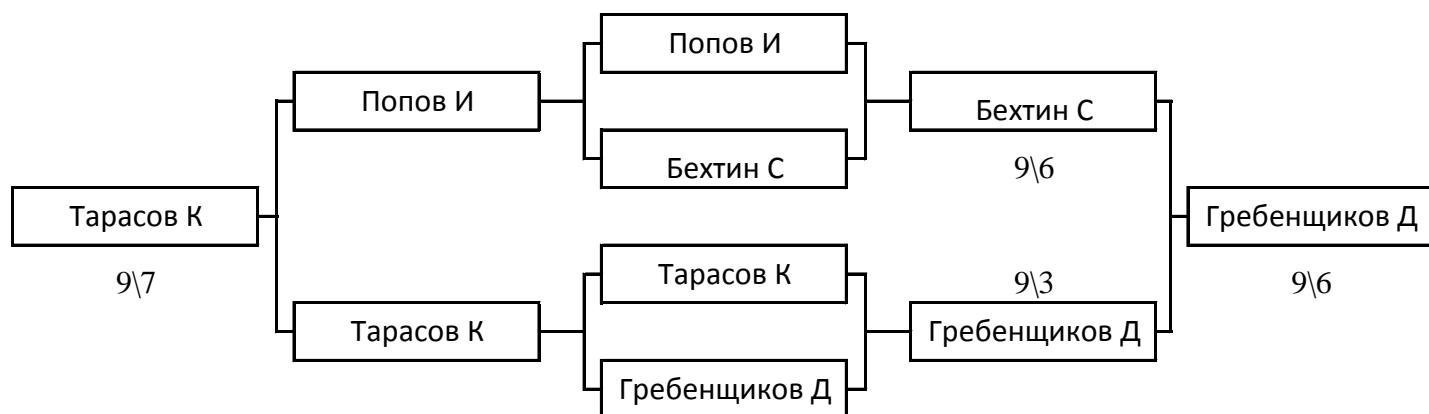 Попов И
Попов И
Бехтин С
Бехтин С
9\6
Тарасов К
Гребенщиков Д
9\7
Тарасов К
9\3
9\6
Тарасов К
Гребенщиков Д
Гребенщиков Д